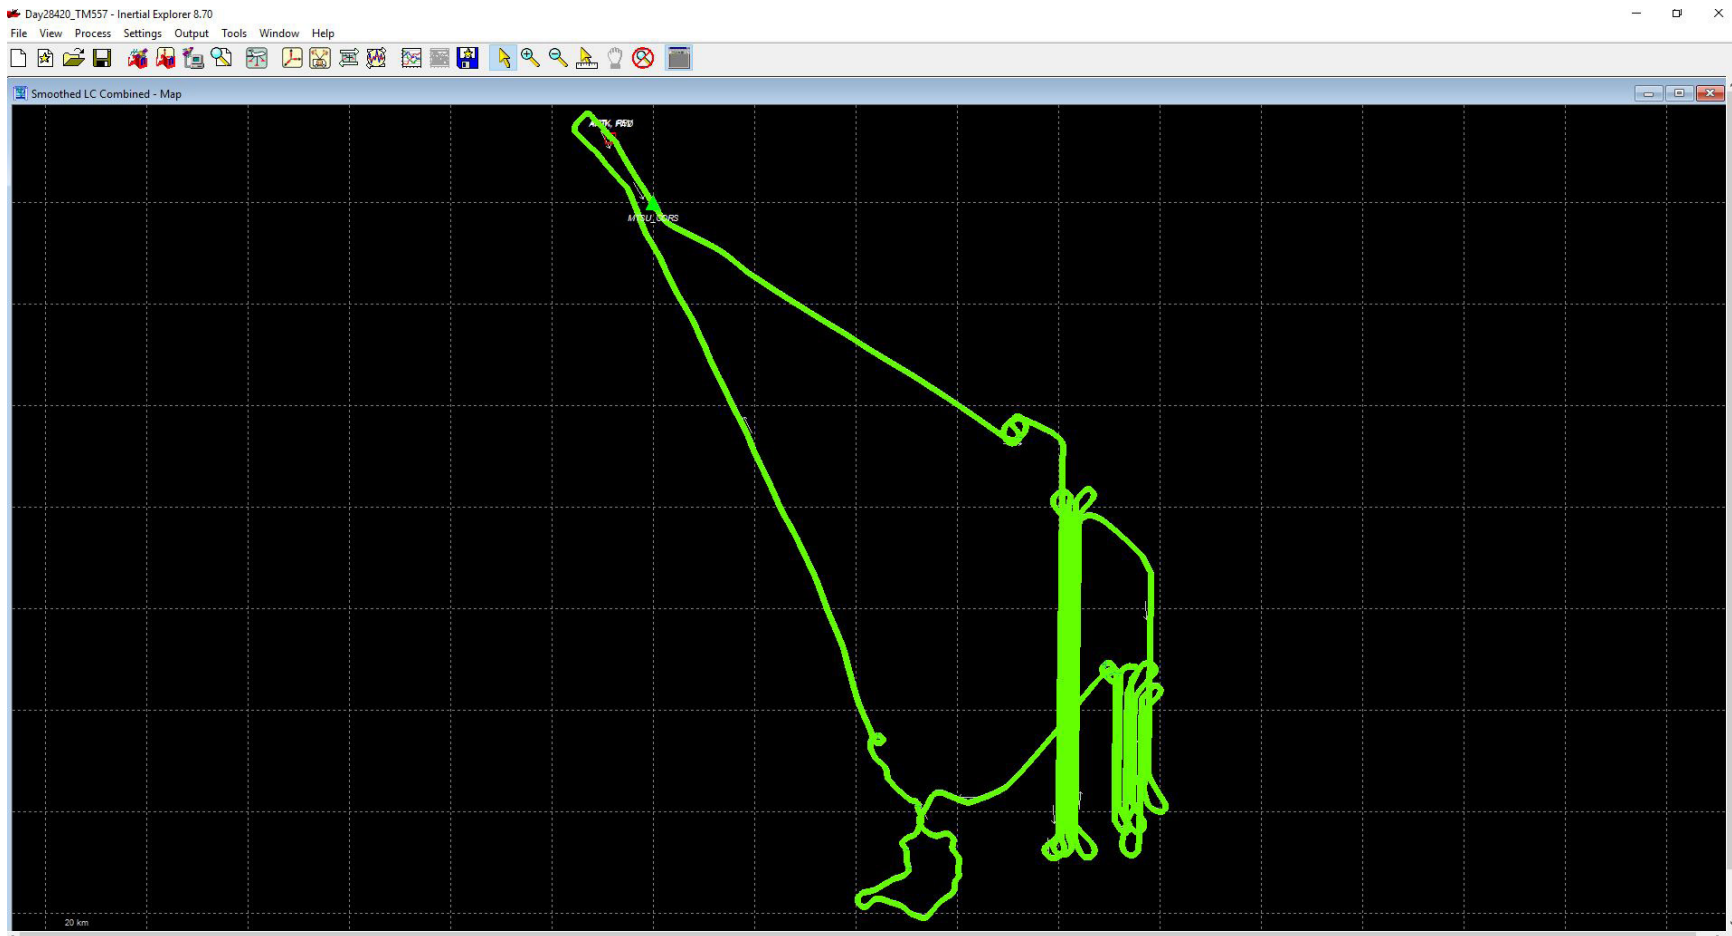 Day28420_TM557 - Inertial Explorer 8.70
File View Process Settings Output Tools Window Help
Smoothed LC Combined - Map
20 km